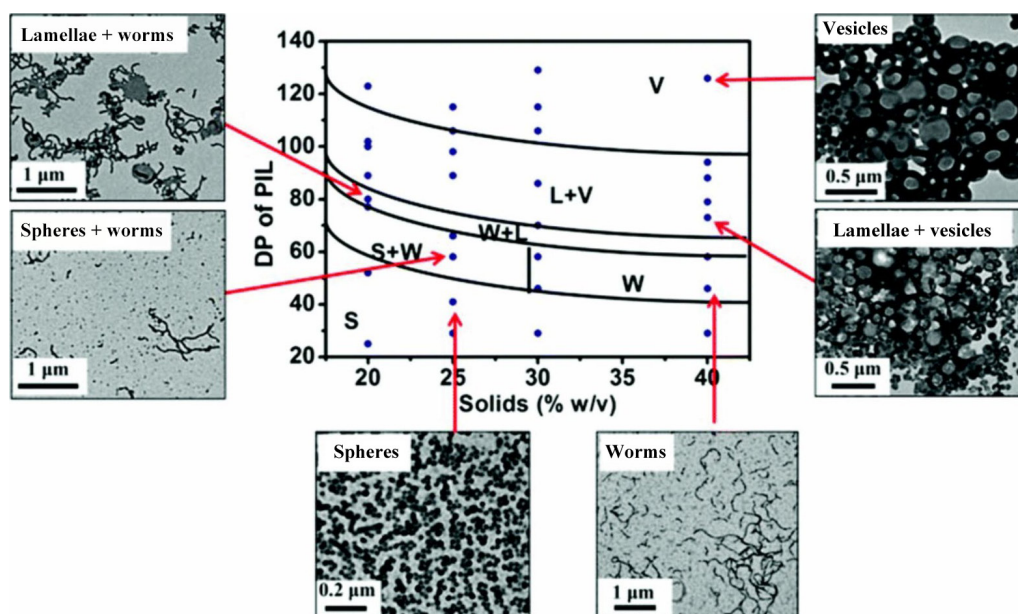 Lamellae + worms
1 μm
Spheres + worms
1 μm
DP of PIL
140
120
100
80
60
40
20
V
L+V
W+L
S+W
W
S
20
25
30
35
40
Solids (% w/v)
Vesicles
0.5 μm
Lamellae + vesicles
0.5 μm
Spheres
0.2 μm
Worms
1 μm